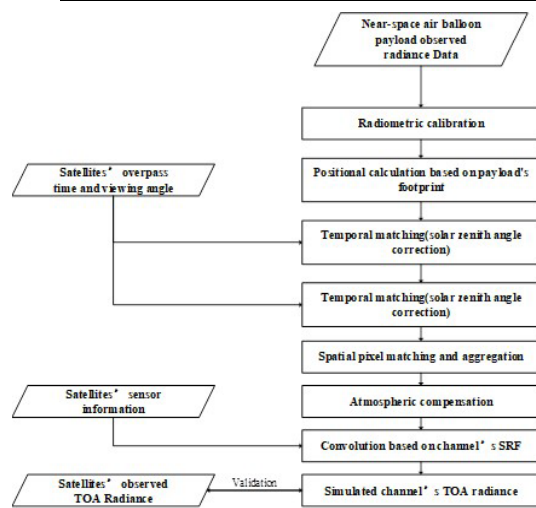 Near-space air balloon
payload observed
radiance Data
Radiometric calibration
Satellites’ overpass
time and viewing angle
Positional calculation based on payload's
footprint
Temporal matching(solar zenith angle
correction)
Temporal matching(solar zenith angle
correction)
Spatial pixel matching and aggregation
Satellites’ sensor
information
Atmospheric compensation
Convolution based on channel’s SRF
Satellites’ observed
TOA Radiance
Validation
Simulated channel’s TOA radiance